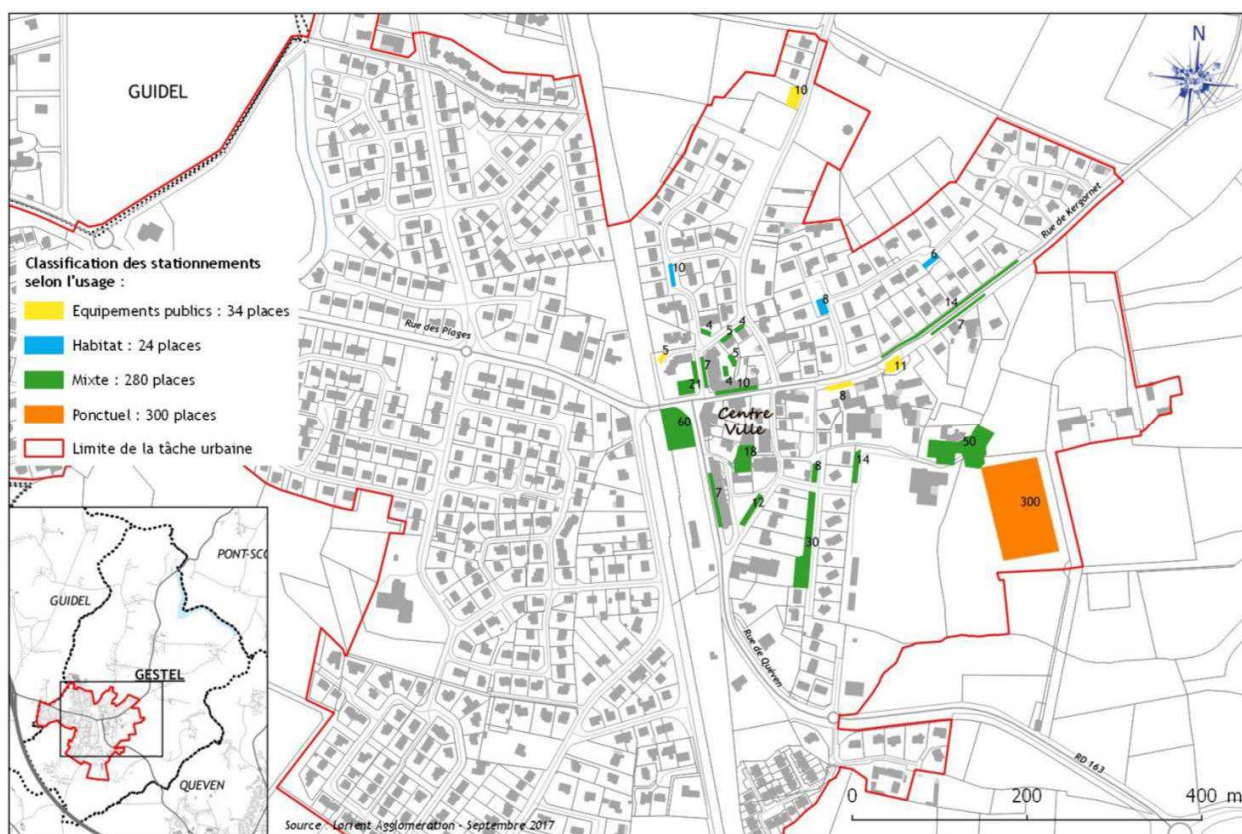 N
GUIDEL
10
Rue de Kergornet
Classification des stationnements
selon l'usage :
Equipements publics : 34 places
Habitat : 24 places
Mixte : 280 places
Ponctuel : 300 places
Limite de la tâche urbaine
10
6
8
14
7
Rue des Plages
4
5
4
5
5
7
4
21
10
11
8
60
Centre
Ville
18
8
14
50
7
12
30
300
Rue de Quéven
RD 163
PONT-SC
GUIDEL
GESTEL
QUEVEN
0 200 400 m
Source : Lorient Agglomération - Septembre 2017